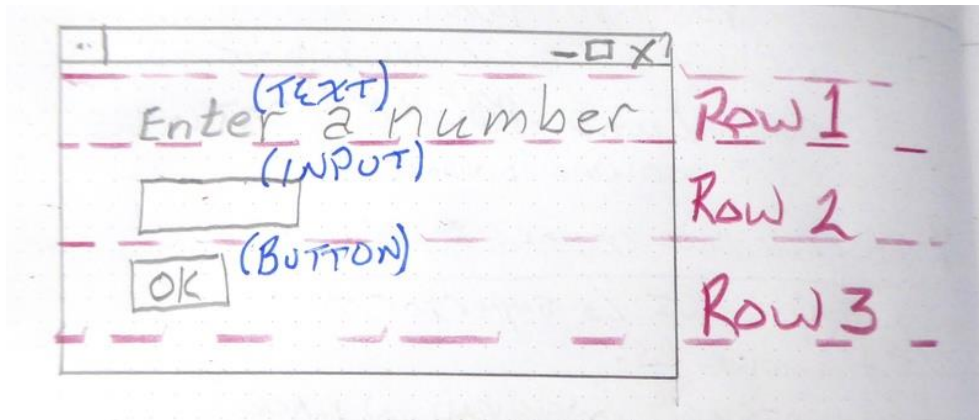 (TEXT)
Enter a number Row 1
(INPUT)
Row 2
(BUTTON)
OK
Row 3